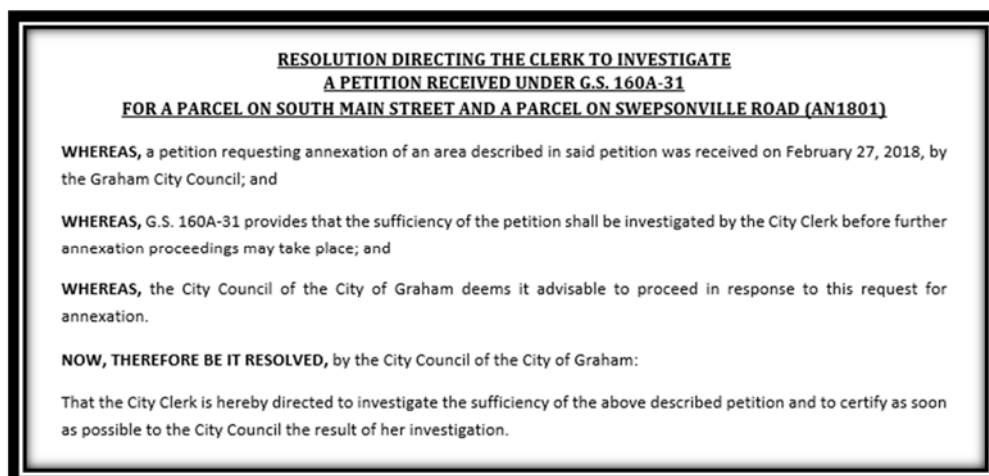 RESOLUTION DIRECTING THE CLERK TO INVESTIGATE
A PETITION RECEIVED UNDER G.S. 160A-31
FOR A PARCEL ON SOUTH MAIN STREET AND A PARCEL ON SWEPSONVILLE ROAD (AN1801)
WHEREAS, a petition requesting annexation of an area described in said petition was received on February 27, 2018, by
the Graham City Council; and
WHEREAS, G.S. 160A-31 provides that the sufficiency of the petition shall be investigated by the City Clerk before further
annexation proceedings may take place; and
WHEREAS, the City Council of the City of Graham deems it advisable to proceed in response to this request for
annexation.
NOW, THEREFORE BE IT RESOLVED, by the City Council of the City of Graham:
That the City Clerk is hereby directed to investigate the sufficiency of the above described petition and to certify as soon
as possible to the City Council the result of her investigation.